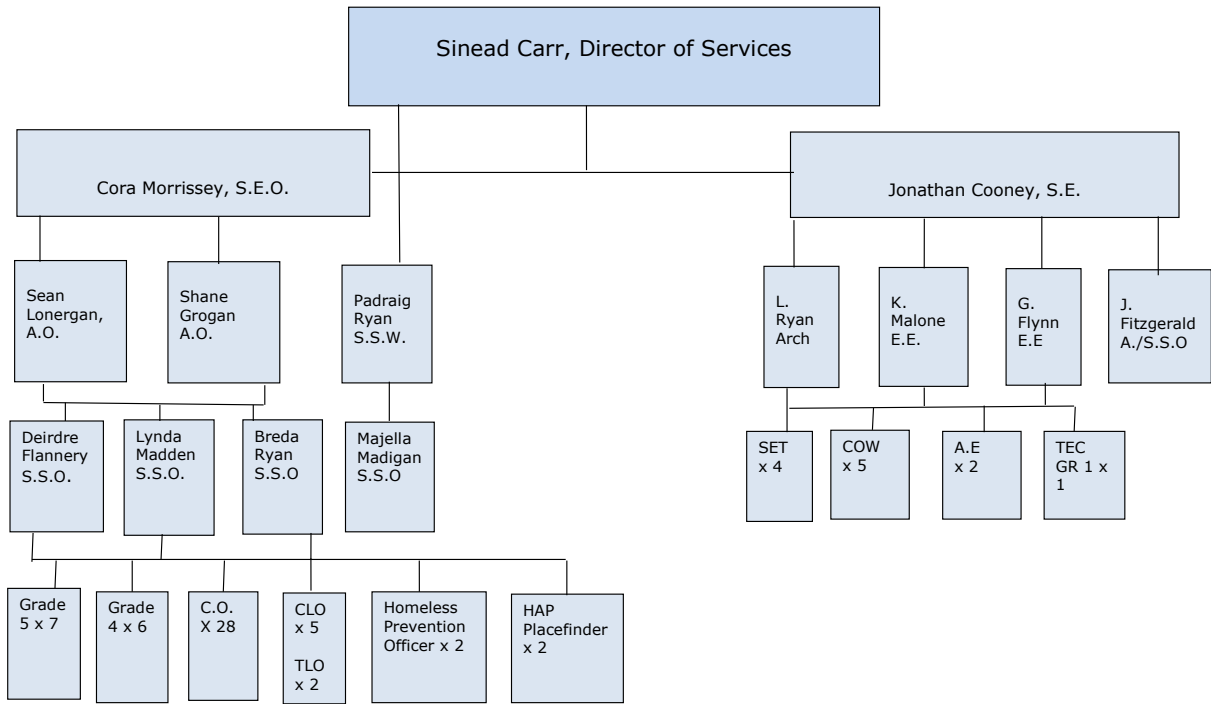 Sinead Carr, Director of Services
Cora Morrissey, S.E.O.
Jonathan Cooney, S.E.
Sean
Lonergan,
A.O.
Shane
Grogan
A.O.
Padraig
Ryan
S.S.W.
L.
Ryan
Arch
K.
Malone
E.E.
G.
Flynn
E.E
J.
Fitzgerald
A./S.S.O
Deirdre
Flannery
S.S.O.
Lynda
Madden
S.S.O.
Breda
Ryan
S.S.O
Majella
Madigan
S.S.O
SET
x 4
COW
x 5
A.E
x 2
TEC
GR 1 x
1
Grade
5 x 7
Grade
4 x 6
C.O.
X 28
CLO
x 5
TLO
x 2
Homeless
Prevention
Officer x 2
HAP
Placefinder
x 2